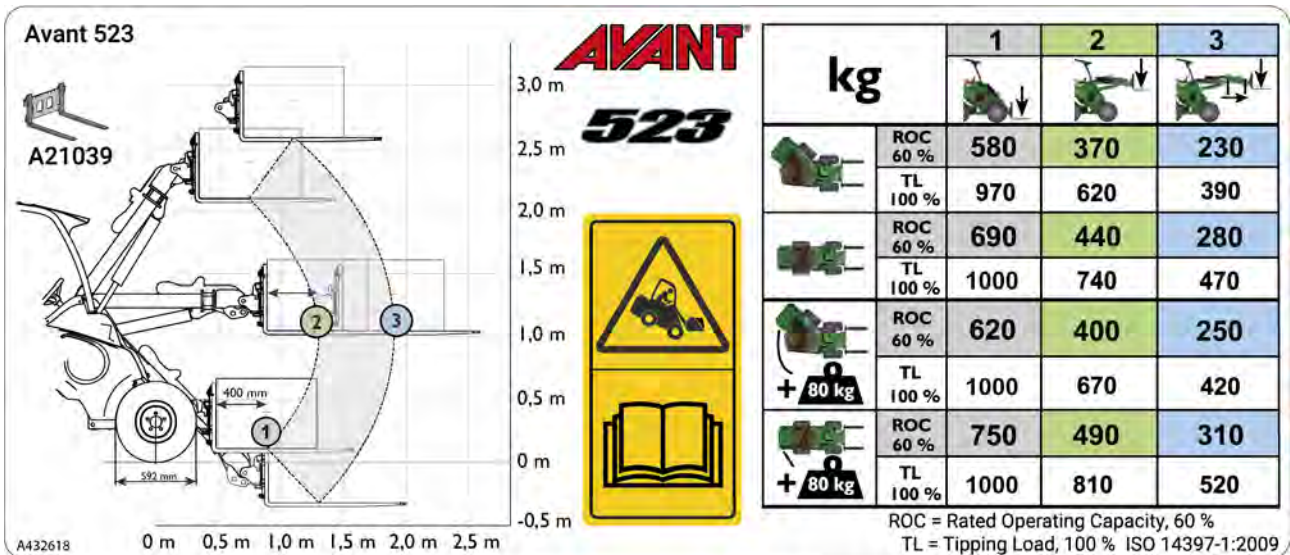 Avant 523
A21039
3,0 m
2,5 m
2,0 m
1,5 m
1,0 m
0,5 m
0 m
-0,5 m
2
3
400 mm
1
592 mm
A432618
0 m 0,5 m 1,0 m 1,5 m 2,0 m 2,5 m
AVANT®
523
kg 1 2 3
ROC 60 % 580 370 230
TL 100 % 970 620 390
ROC 60 % 690 440 280
TL 100 % 1000 740 470
ROC 60 % 620 400 250
+ 80 kg TL 100 % 1000 670 420
ROC 60 % 750 490 310
+ 80 kg TL 100 % 1000 810 520
ROC = Rated Operating Capacity, 60 %
TL = Tipping Load, 100 % ISO 14397-1:2009